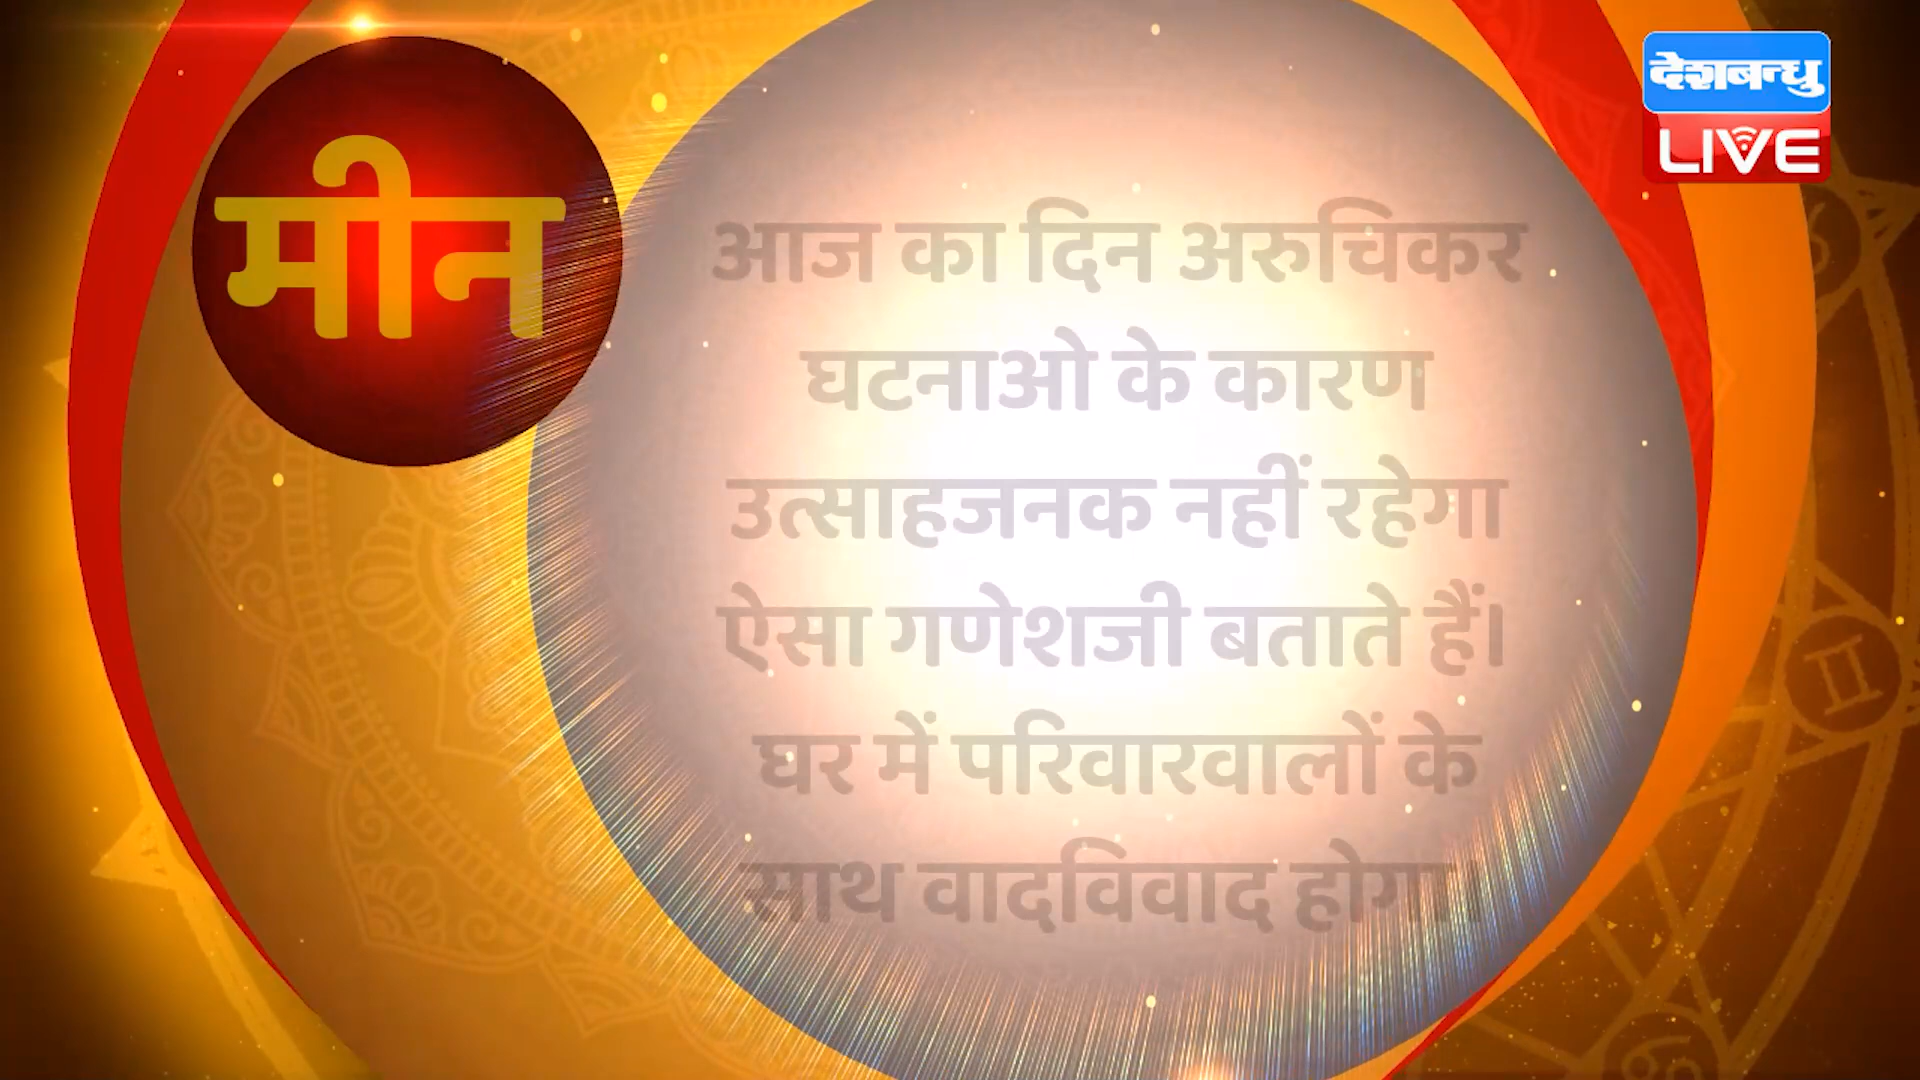 मीन
देशबन्धु
LIVE
आज का दिन अरुचिकर
घटनाओ के कारण
उत्साहजनक नहीं रहेगा
ऐसा गणेशजी बताते हैं।
घर में परिवारवालों के
साथ वादविवाद होगा।